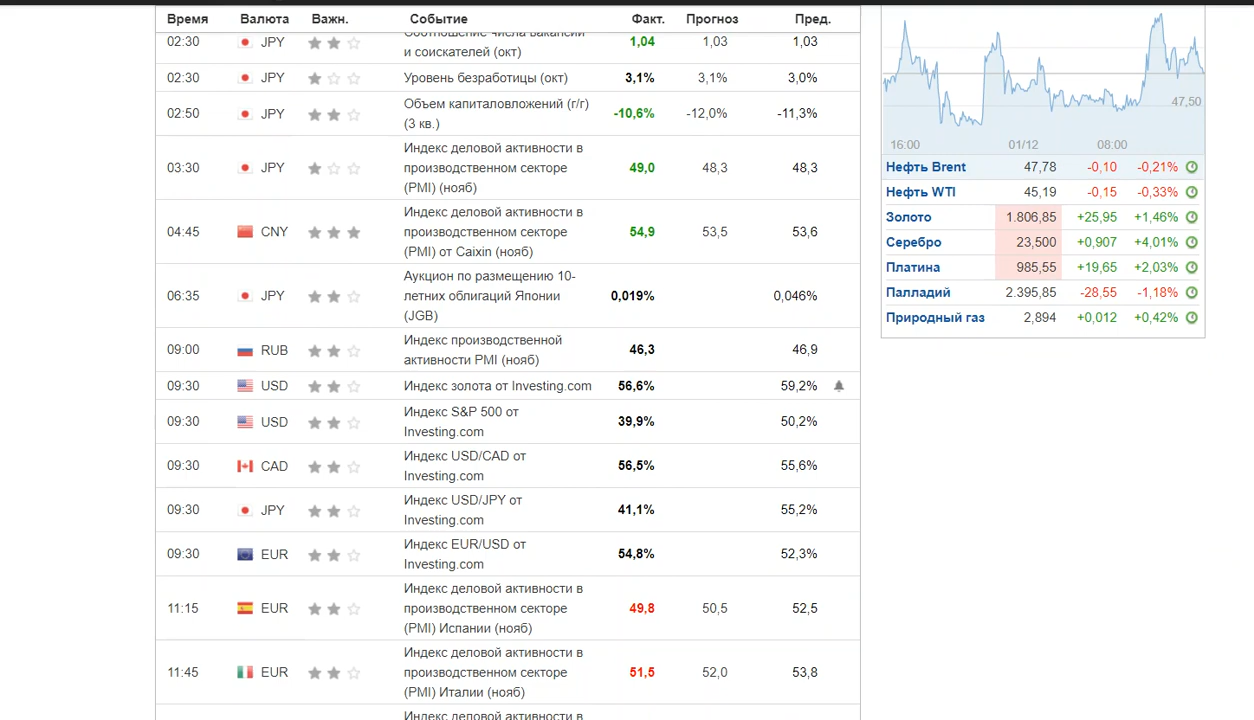 Время Валюта Важн. Событие Факт. Прогноз Пред.
02:30 JPY Соотношение числа вакансий 1,04 1,03 1,03
и соискателей (окт)
02:30 JPY Уровень безработицы (окт) 3,1% 3,1% 3,0%
02:50 JPY Объем капиталовложений (г/г) -10,6% -12,0% -11,3%
(3 кв.)
Индекс деловой активности в
03:30 JPY производственном секторе 49,0 48,3 48,3
(PMI) (нояб)
Индекс деловой активности в
04:45 CNY производственном секторе 54,9 53,5 53,6
(PMI) от Caixin (нояб)
Аукцион по размещению 10-
06:35 JPY летних облигаций Японии 0,019% 0,046%
(JGB)
09:00 RUB Индекс производственной 46,3 46,9
активности PMI (нояб)
09:30 USD Индекс золота от Investing.com 56,6% 59,2%
09:30 USD Индекс S&P 500 от 39,9% 50,2%
Investing.com
09:30 CAD Индекс USD/CAD от 56,5% 55,6%
Investing.com
09:30 JPY Индекс USD/JPY от 41,1% 55,2%
Investing.com
09:30 EUR Индекс EUR/USD от 54,8% 52,3%
Investing.com
Индекс деловой активности в
11:15 EUR производственном секторе 49,8 50,5 52,5
(PMI) Испании (нояб)
Индекс деловой активности в
11:45 EUR производственном секторе 51,5 52,0 53,8
(PMI) Италии (нояб)
Индекс деловой активности в
47,50
16:00 01/12 08:00
Нефть Brent 47,78 -0,10 -0,21%
Нефть WTI 45,19 -0,15 -0,33%
Золото 1.806,85 +25,95 +1,46%
Серебро 23,500 +0,907 +4,01%
Платина 985,55 +19,65 +2,03%
Палладий 2.395,85 -28,55 -1,18%
Природный газ 2,894 +0,012 +0,42%